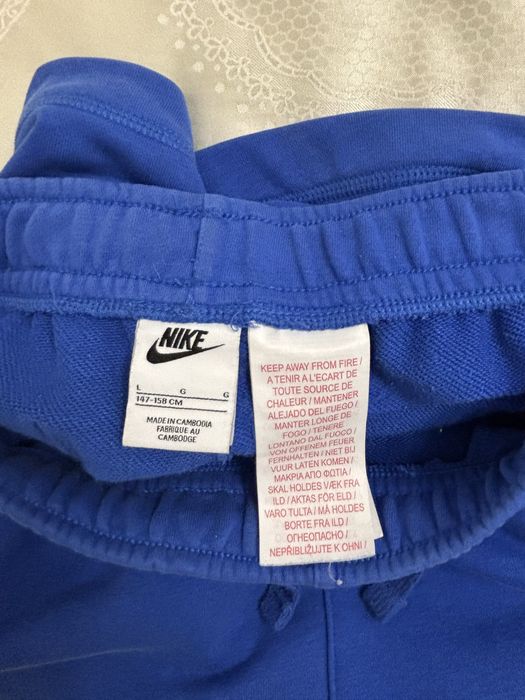 NIKE
L G G
147-158 CM
MADE IN CAMBODIA
FABRIQUE AU
CAMBODGE
KEEP AWAY FROM FIRE /
A TENIR A L'ECART DE
TOUTE SOURCE DE
CHALEUR / MANTENER
ALEJADO DEL FUEGO /
MANTER LONGE DE
FOGO / TENERE
LONTANO DAL FUOCO /
VON OFFENEM FEUER
FERNHALTEN / NIET BIJ
VUUR LATEN KOMEN /
ΜΑΚΡΙΑ ΑΠΟ ΦΩΤΙΑ /
SKAL HOLDES VÆK FRA
ILD / AKTAS FÖR ELD /
VARO TULTA / MÅ HOLDES
BORTE FRA ILD /
ОГНЕОПАСНО /
NEPŘIBLIŽUJTE K OHNI /